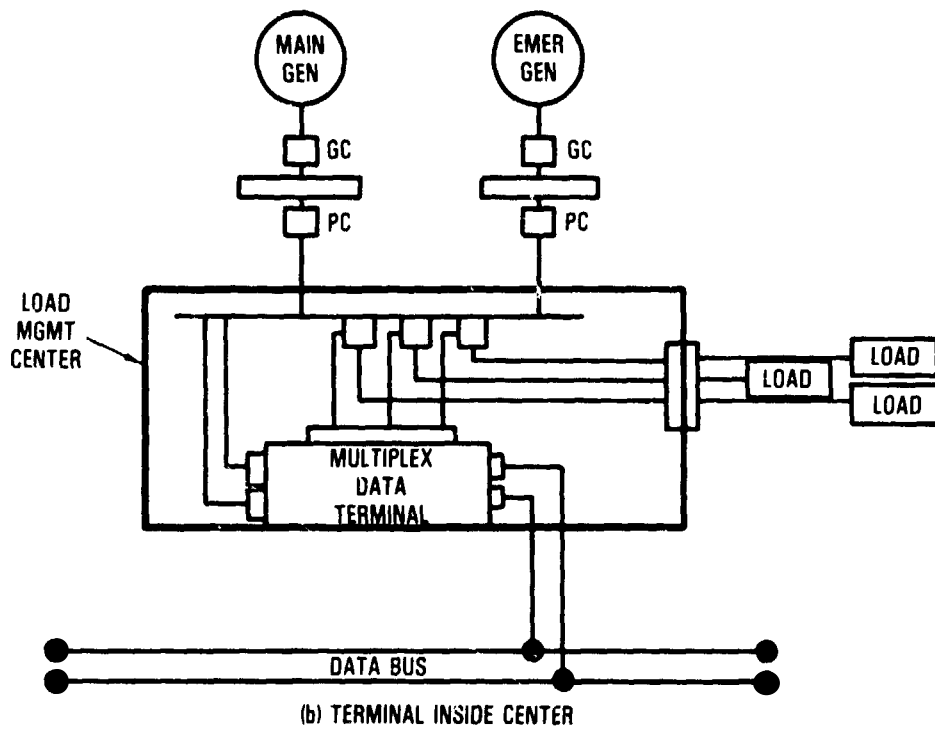 MAIN
GEN
EMER
GEN
GC
GC
PC
PC
LOAD
MGMT
CENTER
LOAD
LOAD
LOAD
MULTIPLEX
DATA
TERMINAL
DATA BUS
(b) TERMINAL INSIDE CENTER